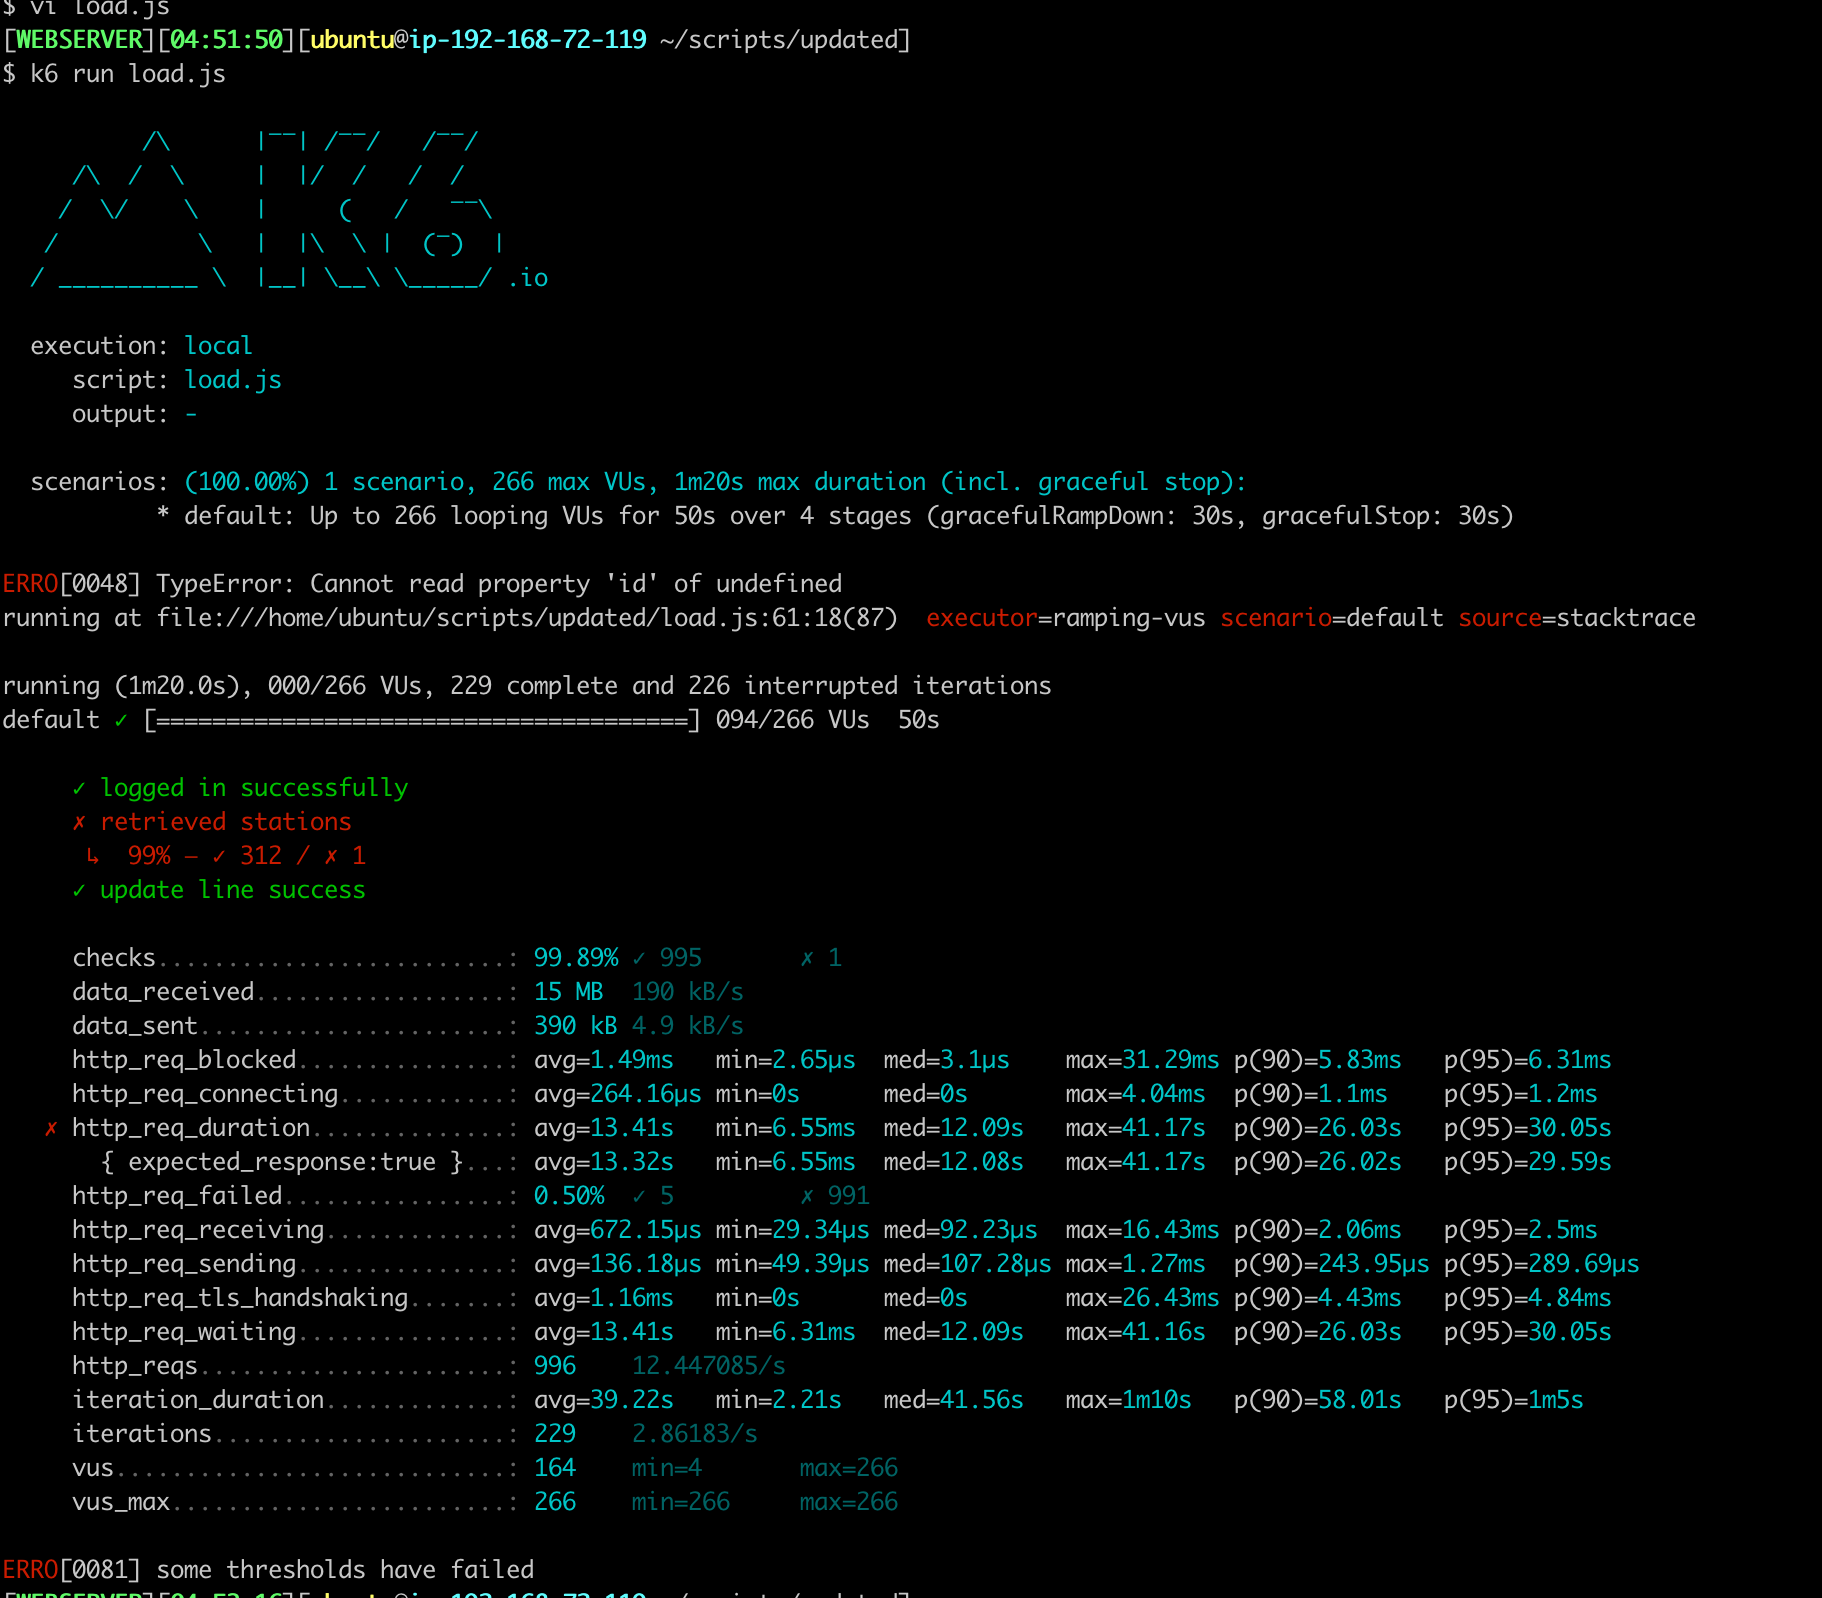 $ vi load.js
[WEBSERVER][04:51:50][ubuntu@ip-192-168-72-119 ~/scripts/updated]
$ k6 run load.js
          /\      |‾‾| /‾‾/   /‾‾/
     /\  /  \     |  |/  /   /  /
    /  \/    \    |     (   /   ‾‾\
   /          \   |  |\  \ |  (‾)  |
  / __________ \  |__| \__\ \_____/ .io
  execution: local
     script: load.js
     output: -
  scenarios: (100.00%) 1 scenario, 266 max VUs, 1m20s max duration (incl. graceful stop):
           * default: Up to 266 looping VUs for 50s over 4 stages (gracefulRampDown: 30s, gracefulStop: 30s)
ERRO[0048] TypeError: Cannot read property 'id' of undefined
running at file:///home/ubuntu/scripts/updated/load.js:61:18(87)  executor=ramping-vus scenario=default source=stacktrace
running (1m20.0s), 000/266 VUs, 229 complete and 226 interrupted iterations
default ✓ [======================================] 094/266 VUs  50s
     ✓ logged in successfully
     ✗ retrieved stations
      ↳  99% — ✓ 312 / ✗ 1
     ✓ update line success
     checks.........................: 99.89% ✓ 995       ✗ 1
     data_received..................: 15 MB  190 kB/s
     data_sent......................: 390 kB 4.9 kB/s
     http_req_blocked...............: avg=1.49ms   min=2.65µs  med=3.1µs    max=31.29ms p(90)=5.83ms   p(95)=6.31ms
     http_req_connecting............: avg=264.16µs min=0s      med=0s       max=4.04ms  p(90)=1.1ms    p(95)=1.2ms
   ✗ http_req_duration..............: avg=13.41s   min=6.55ms  med=12.09s   max=41.17s  p(90)=26.03s   p(95)=30.05s
       { expected_response:true }...: avg=13.32s   min=6.55ms  med=12.08s   max=41.17s  p(90)=26.02s   p(95)=29.59s
     http_req_failed................: 0.50%  ✓ 5         ✗ 991
     http_req_receiving.............: avg=672.15µs min=29.34µs med=92.23µs  max=16.43ms p(90)=2.06ms   p(95)=2.5ms
     http_req_sending...............: avg=136.18µs min=49.39µs med=107.28µs max=1.27ms  p(90)=243.95µs p(95)=289.69µs
     http_req_tls_handshaking.......: avg=1.16ms   min=0s      med=0s       max=26.43ms p(90)=4.43ms   p(95)=4.84ms
     http_req_waiting...............: avg=13.41s   min=6.31ms  med=12.09s   max=41.16s  p(90)=26.03s   p(95)=30.05s
     http_reqs......................: 996    12.447085/s
     iteration_duration.............: avg=39.22s   min=2.21s   med=41.56s   max=1m10s   p(90)=58.01s   p(95)=1m5s
     iterations.....................: 229    2.86183/s
     vus............................: 164    min=4       max=266
     vus_max........................: 266    min=266     max=266
ERRO[0081] some thresholds have failed